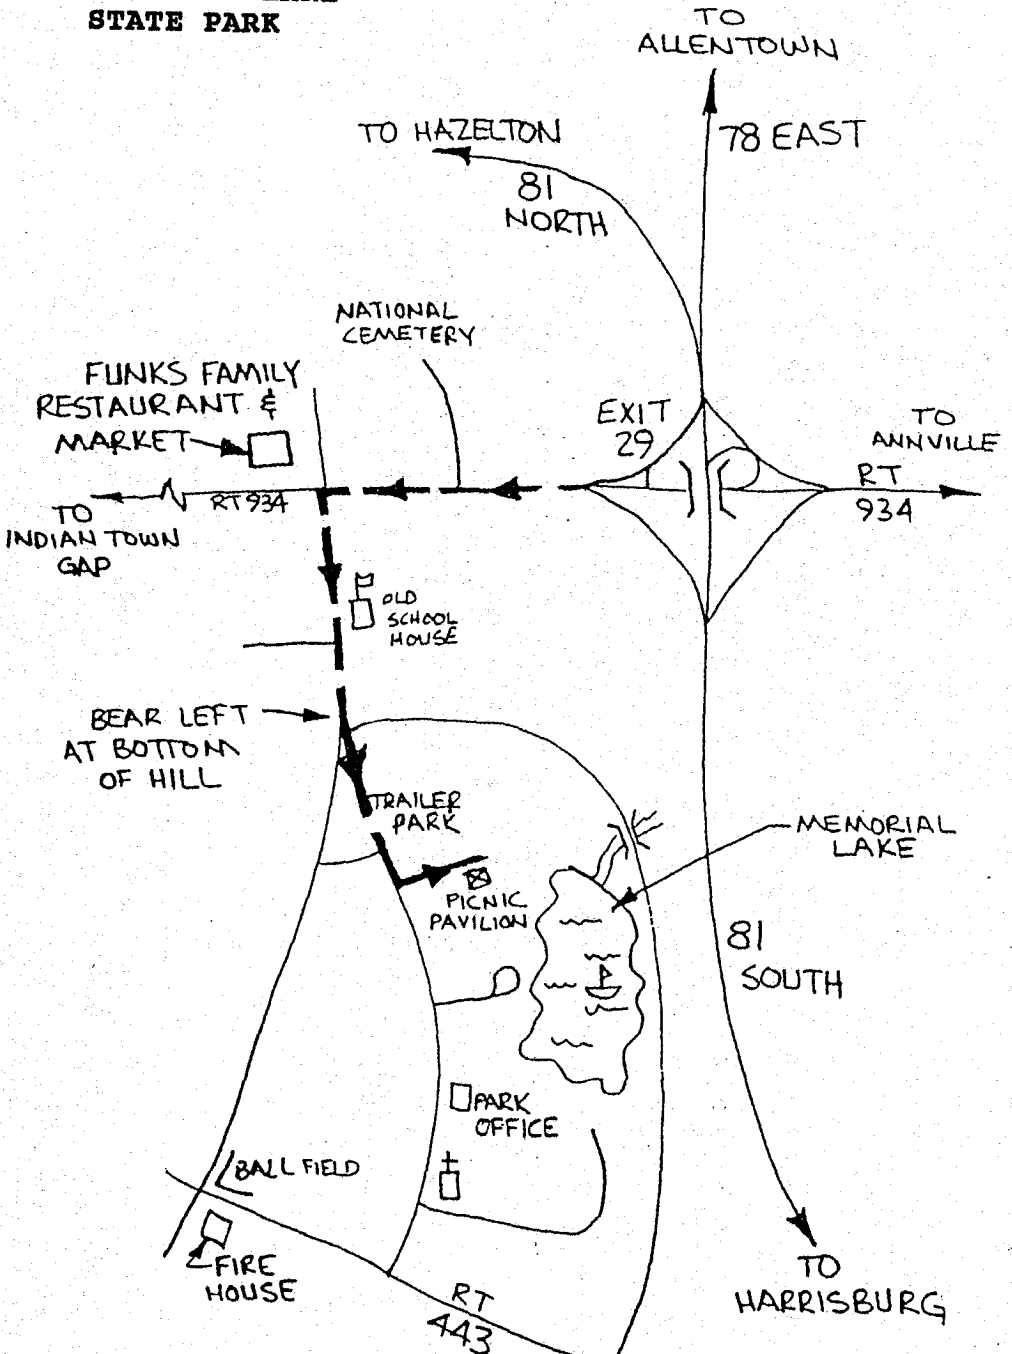 STATE PARK
TO
ALLENTOWN
78 EAST
TO HAZELTON
81
NORTH
NATIONAL
CEMETERY
FUNKS FAMILY
RESTAURANT &
MARKET
EXIT
29
TO
ANNVILLE
RT
934
RT 934
TO
INDIAN TOWN
GAP
OLD
SCHOOL
HOUSE
BEAR LEFT
AT BOTTOM
OF HILL
TRAILER
PARK
MEMORIAL
LAKE
PICNIC
PAVILION
81
SOUTH
PARK
OFFICE
BALL FIELD
FIRE
HOUSE
RT
443
TO
HARRISBURG